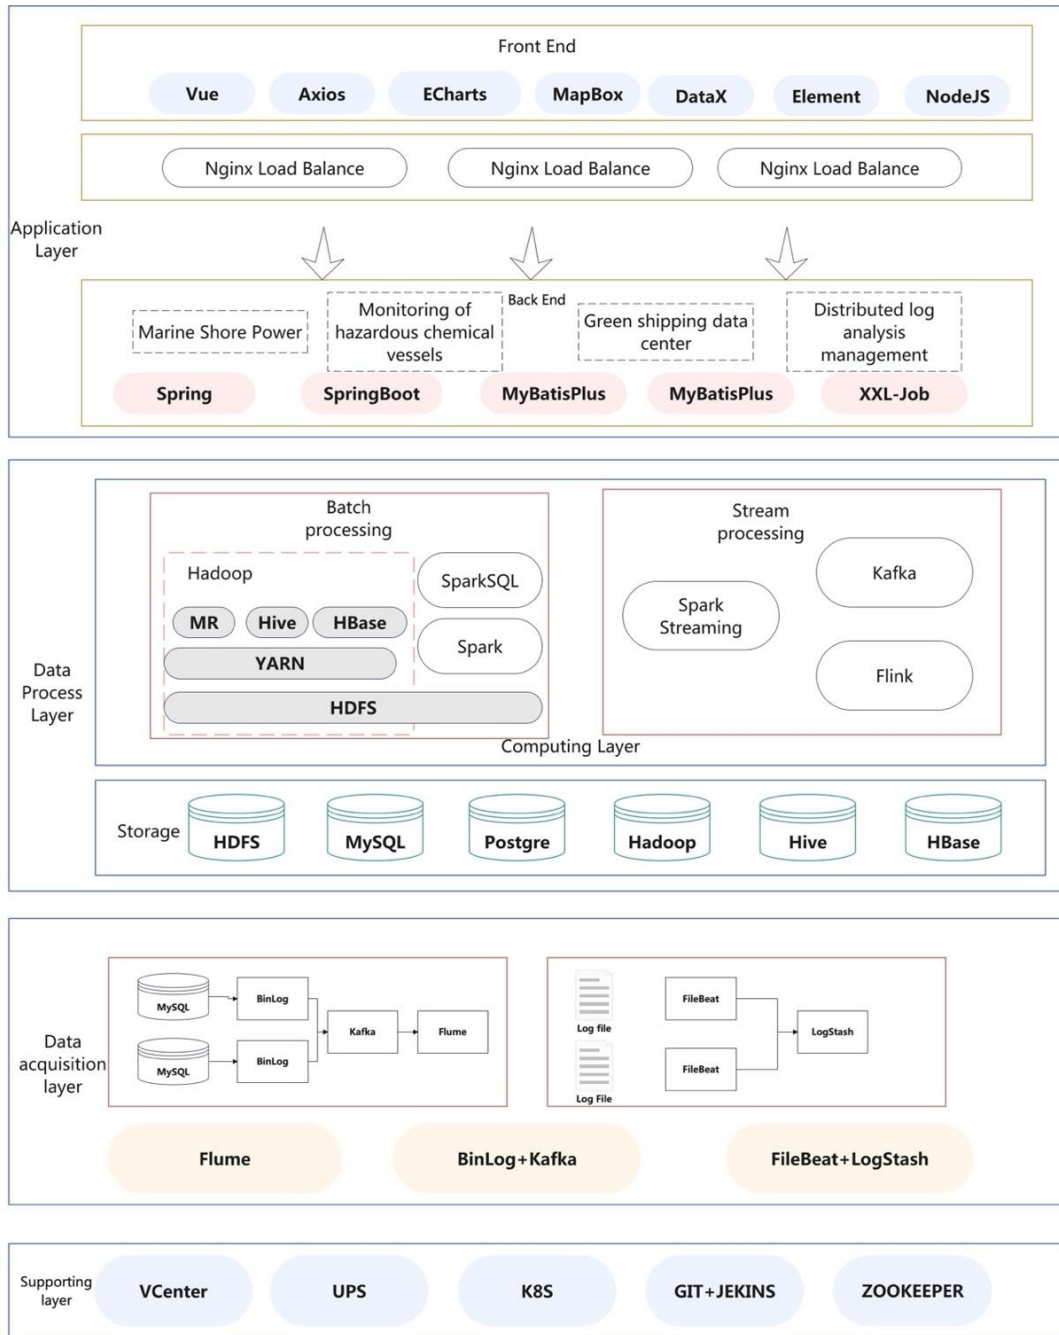 Front End
Vue
Axios
ECharts
MapBox
DataX
Element
NodeJS
Nginx Load Balance
Nginx Load Balance
Nginx Load Balance
Application
Layer
Back End
Marine Shore Power
Monitoring of
hazardous chemical
vessels
Green shipping data
center
Distributed log
analysis
management
Spring
SpringBoot
MyBatisPlus
MyBatisPlus
XXL-Job
Data
Process
Layer
Batch
processing
Hadoop
MR
Hive
HBase
YARN
HDFS
SparkSQL
Spark
Stream
processing
Spark
Streaming
Kafka
Flink
Computing Layer
Storage
HDFS
MySQL
Postgre
Hadoop
Hive
HBase
Data
acquisition
layer
MySQL
BinLog
MySQL
BinLog
Kafka
Flume
Log file
Log File
FileBeat
FileBeat
LogStash
Flume
BinLog+Kafka
FileBeat+LogStash
Supporting
layer
VCenter
UPS
K8S
GIT+JEKINS
ZOOKEEPER